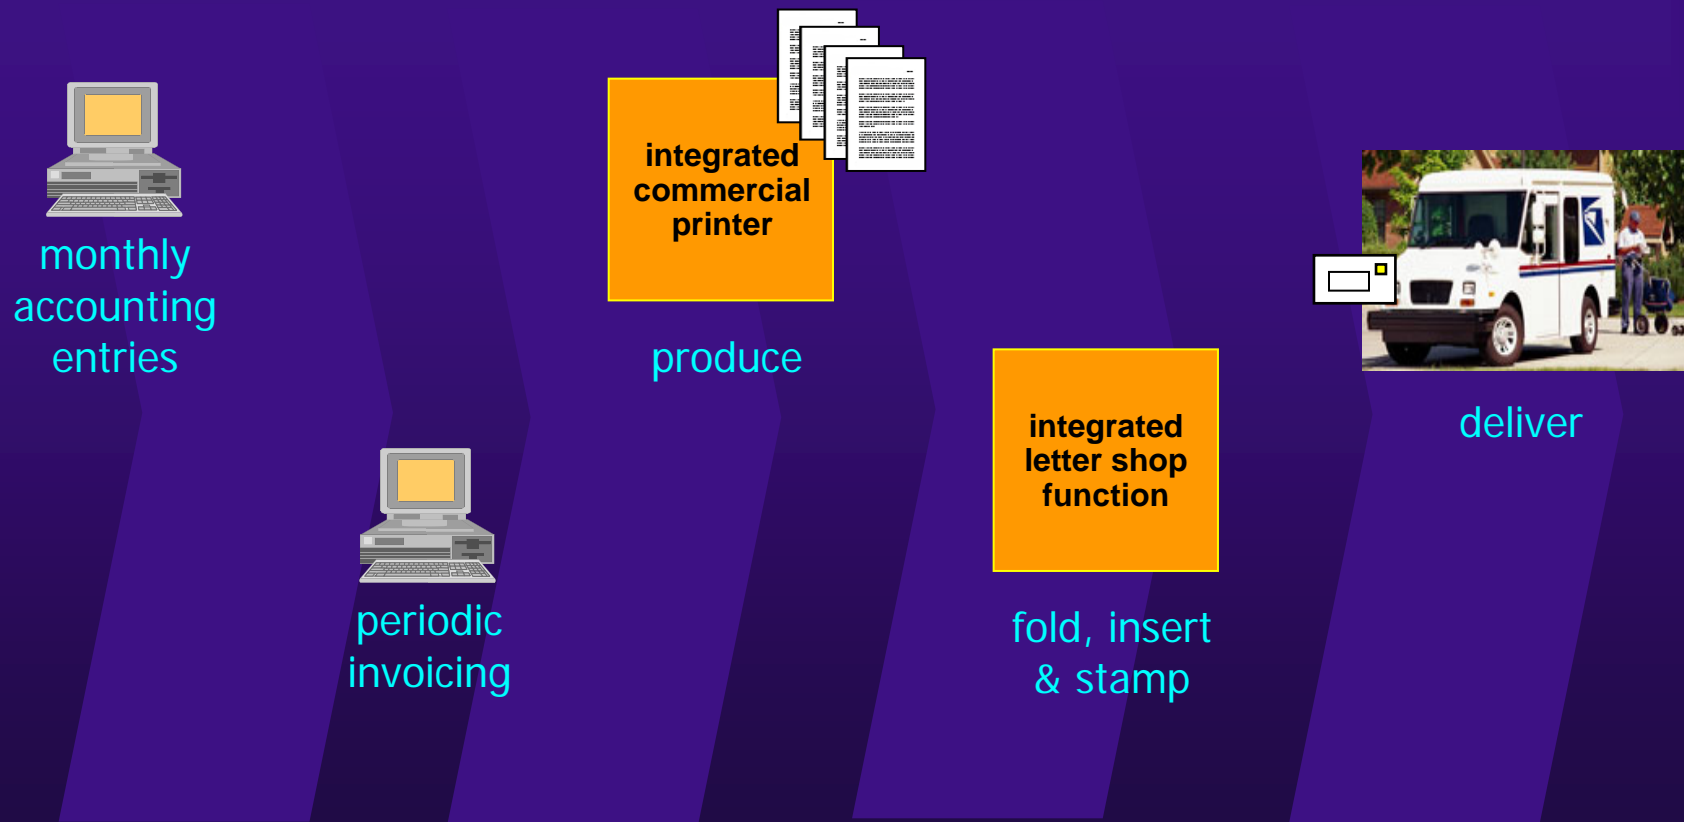 monthly
accounting
entries
periodic
invoicing
integrated
commercial
printer
produce
integrated
letter shop
function
fold, insert
& stamp
deliver